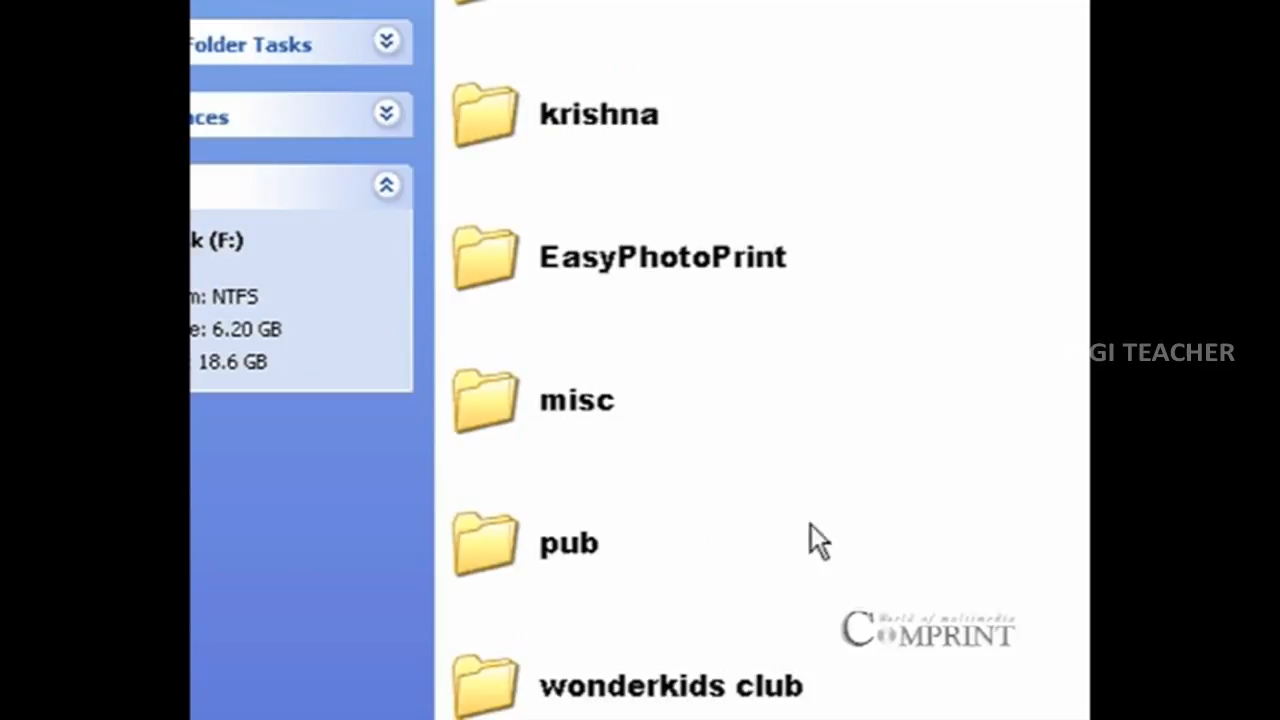 Folder Tasks
k (F:)
NTFS
6.20 GB
18.6 GB
krishna
EasyPhotoPrint
misc
pub
wonderkids club
GI TEACHER
World of multimedia
COMPRINT